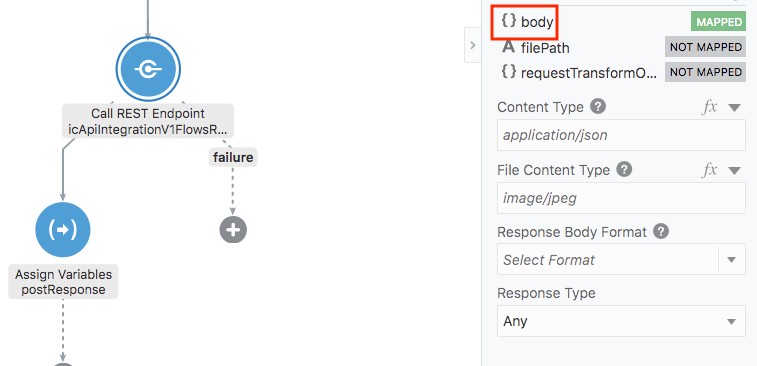 Call REST Endpoint
icApiIntegrationV1FlowsR...
failure
Assign Variables
postResponse
{} body
MAPPED
A filePath
NOT MAPPED
{} requestTransformO...
NOT MAPPED
Content Type ?
fx
application/json
File Content Type ?
fx
image/jpeg
Response Body Format ?
Select Format
Response Type
Any